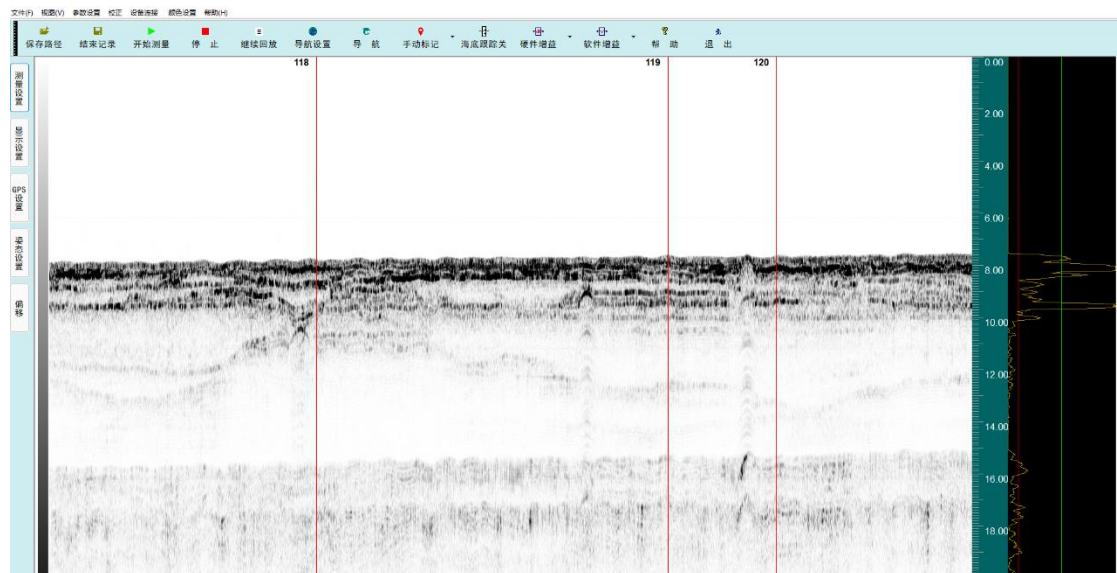 文件(F) 视图(V) 参数设置 校正 设备连接 颜色设置 帮助(H)
保存路径 结束记录 开始测量 停 止 继续回放 导航设置 导 航 手动标记 海底跟踪关 硬件增益 软件增益 帮 助 退 出
测量设置
显示设置
GPS设置
姿态设置
偏移
118 119 120
0.00
2.00
4.00
6.00
8.00
10.00
12.00
14.00
16.00
18.00